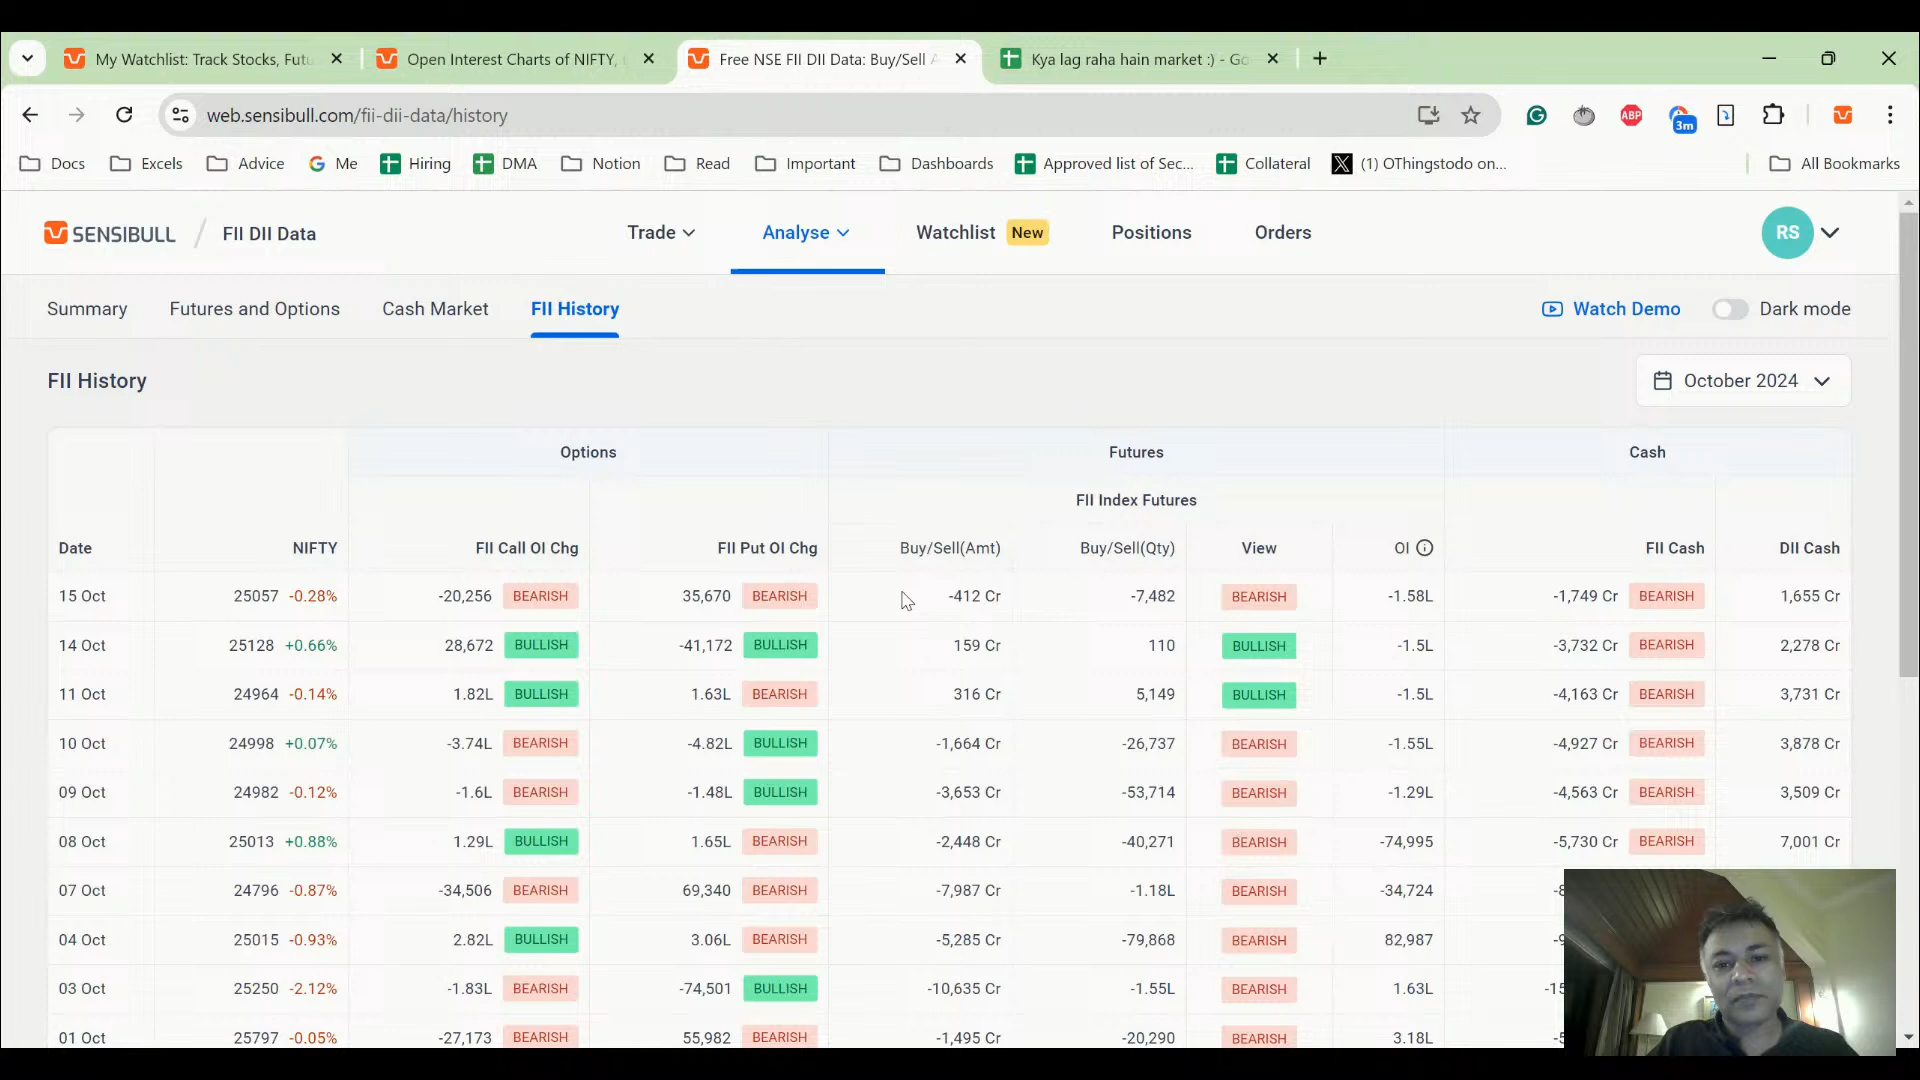 My Watchlist: Track Stocks, Futu
Open Interest Charts of NIFTY,
Free NSE FII DII Data: Buy/Sell A
Kya lag raha hain market :) - Go
web.sensibull.com/fii-dii-data/history
ABP
3m
Docs
Excels
Advice
Me
Hiring
DMA
Notion
Read
Important
Dashboards
Approved list of Sec...
Collateral
(1) OThingstodo on...
All Bookmarks
SENSIBULL / FII DII Data
Trade
Analyse
Watchlist New
Positions
Orders
RS
Summary
Futures and Options
Cash Market
FII History
Watch Demo
Dark mode
FII History
October 2024
Options Futures Cash
FII Index Futures
Date NIFTY FII Call OI Chg FII Put OI Chg Buy/Sell(Amt) Buy/Sell(Qty) View OI FII Cash DII Cash
15 Oct 25057 -0.28% -20,256 BEARISH 35,670 BEARISH -412 Cr -7,482 BEARISH -1.58L -1,749 Cr BEARISH 1,655 Cr
14 Oct 25128 +0.66% 28,672 BULLISH -41,172 BULLISH 159 Cr 110 BULLISH -1.5L -3,732 Cr BEARISH 2,278 Cr
11 Oct 24964 -0.14% 1.82L BULLISH 1.63L BEARISH 316 Cr 5,149 BULLISH -1.5L -4,163 Cr BEARISH 3,731 Cr
10 Oct 24998 +0.07% -3.74L BEARISH -4.82L BULLISH -1,664 Cr -26,737 BEARISH -1.55L -4,927 Cr BEARISH 3,878 Cr
09 Oct 24982 -0.12% -1.6L BEARISH -1.48L BULLISH -3,653 Cr -53,714 BEARISH -1.29L -4,563 Cr BEARISH 3,509 Cr
08 Oct 25013 +0.88% 1.29L BULLISH 1.65L BEARISH -2,448 Cr -40,271 BEARISH -74,995 -5,730 Cr BEARISH 7,001 Cr
07 Oct 24796 -0.87% -34,506 BEARISH 69,340 BEARISH -7,987 Cr -1.18L BEARISH -34,724
04 Oct 25015 -0.93% 2.82L BULLISH 3.06L BEARISH -5,285 Cr -79,868 BEARISH 82,987
03 Oct 25250 -2.12% -1.83L BEARISH -74,501 BULLISH -10,635 Cr -1.55L BEARISH 1.63L
01 Oct 25797 -0.05% -27,173 BEARISH 55,982 BEARISH -1,495 Cr -20,290 BEARISH 3.18L